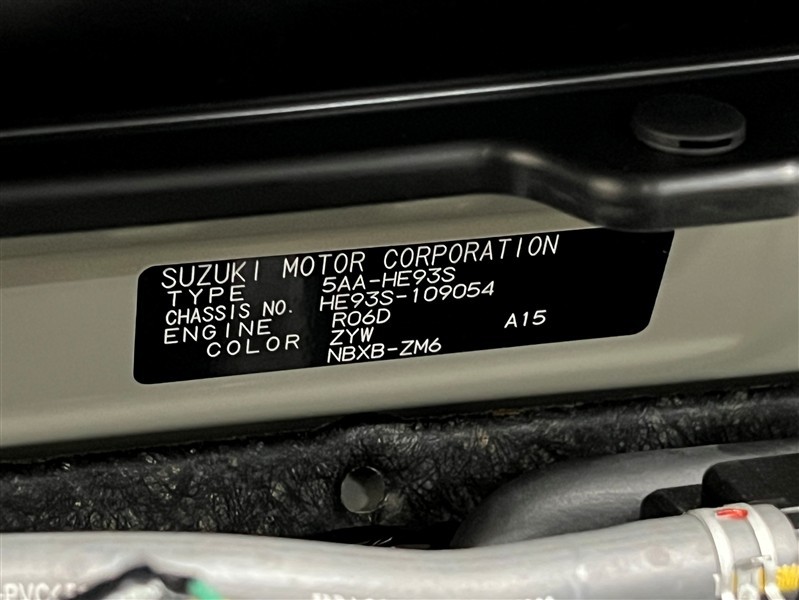 SUZUKI MOTOR CORPORATION
TYPE 5AA-HE93S
CHASSIS NO. HE93S-109054
ENGINE R06D
COLOR ZYW A15
NBXB-ZM6